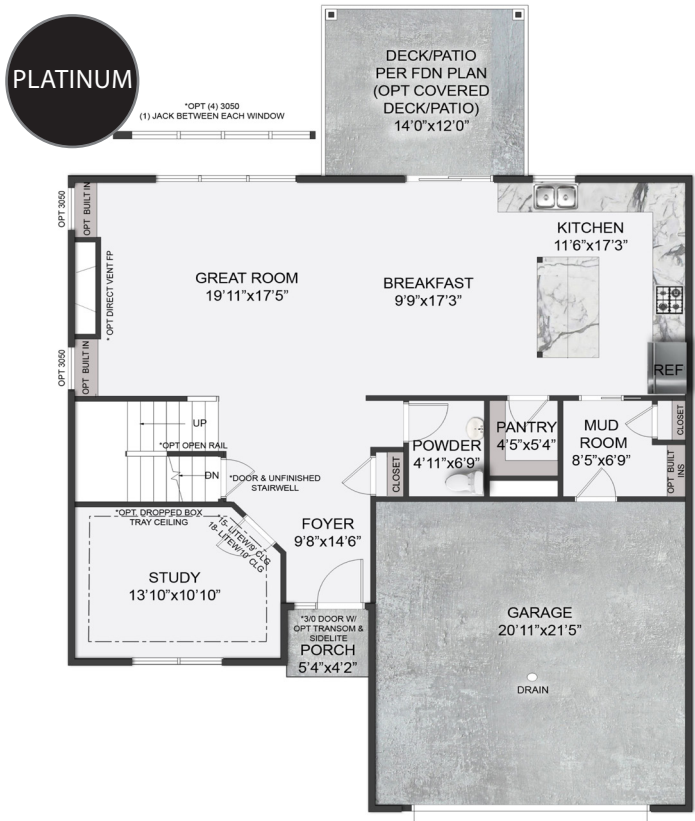 PLATINUM
*OPT (4) 3050
(1) JACK BETWEEN EACH WINDOW
DECK/PATIO
PER FDN PLAN
(OPT COVERED
DECK/PATIO)
14'0"x12'0"
OPT 3050
OPT BUILT IN
* OPT DIRECT VENT FP
OPT 3050
OPT BUILT IN
GREAT ROOM
19'11"x17'5"
BREAKFAST
9'9"x17'3"
KITCHEN
11'6"x17'3"
REF
UP
*OPT OPEN RAIL
DN
*DOOR & UNFINISHED
STAIRWELL
POWDER
4'11"x6'9"
CLOSET
PANTRY
4'5"x5'4"
MUD
ROOM
8'5"x6'9"
CLOSET
OPT BUILT
INS
*OPT. DROPPED BOX
TRAY CEILING
*15- LITEW/9' CLG
18- LITEW/10' CLG
FOYER
9'8"x14'6"
STUDY
13'10"x10'10"
*3/0 DOOR W/
OPT TRANSOM &
SIDELITE
PORCH
5'4"x4'2"
GARAGE
20'11"x21'5"
DRAIN